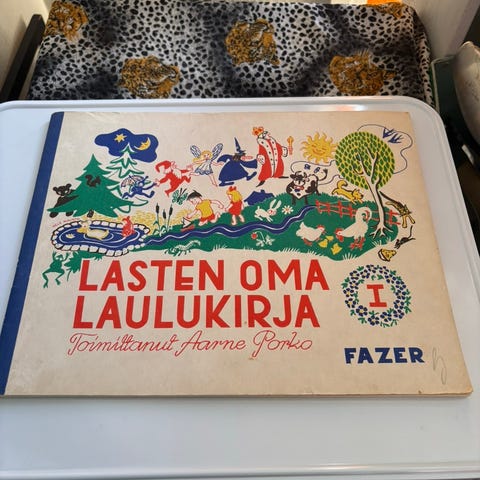 LASTEN OMA
LAULUKIRJA
I
Toimittanut Aarne Porko
FAZER